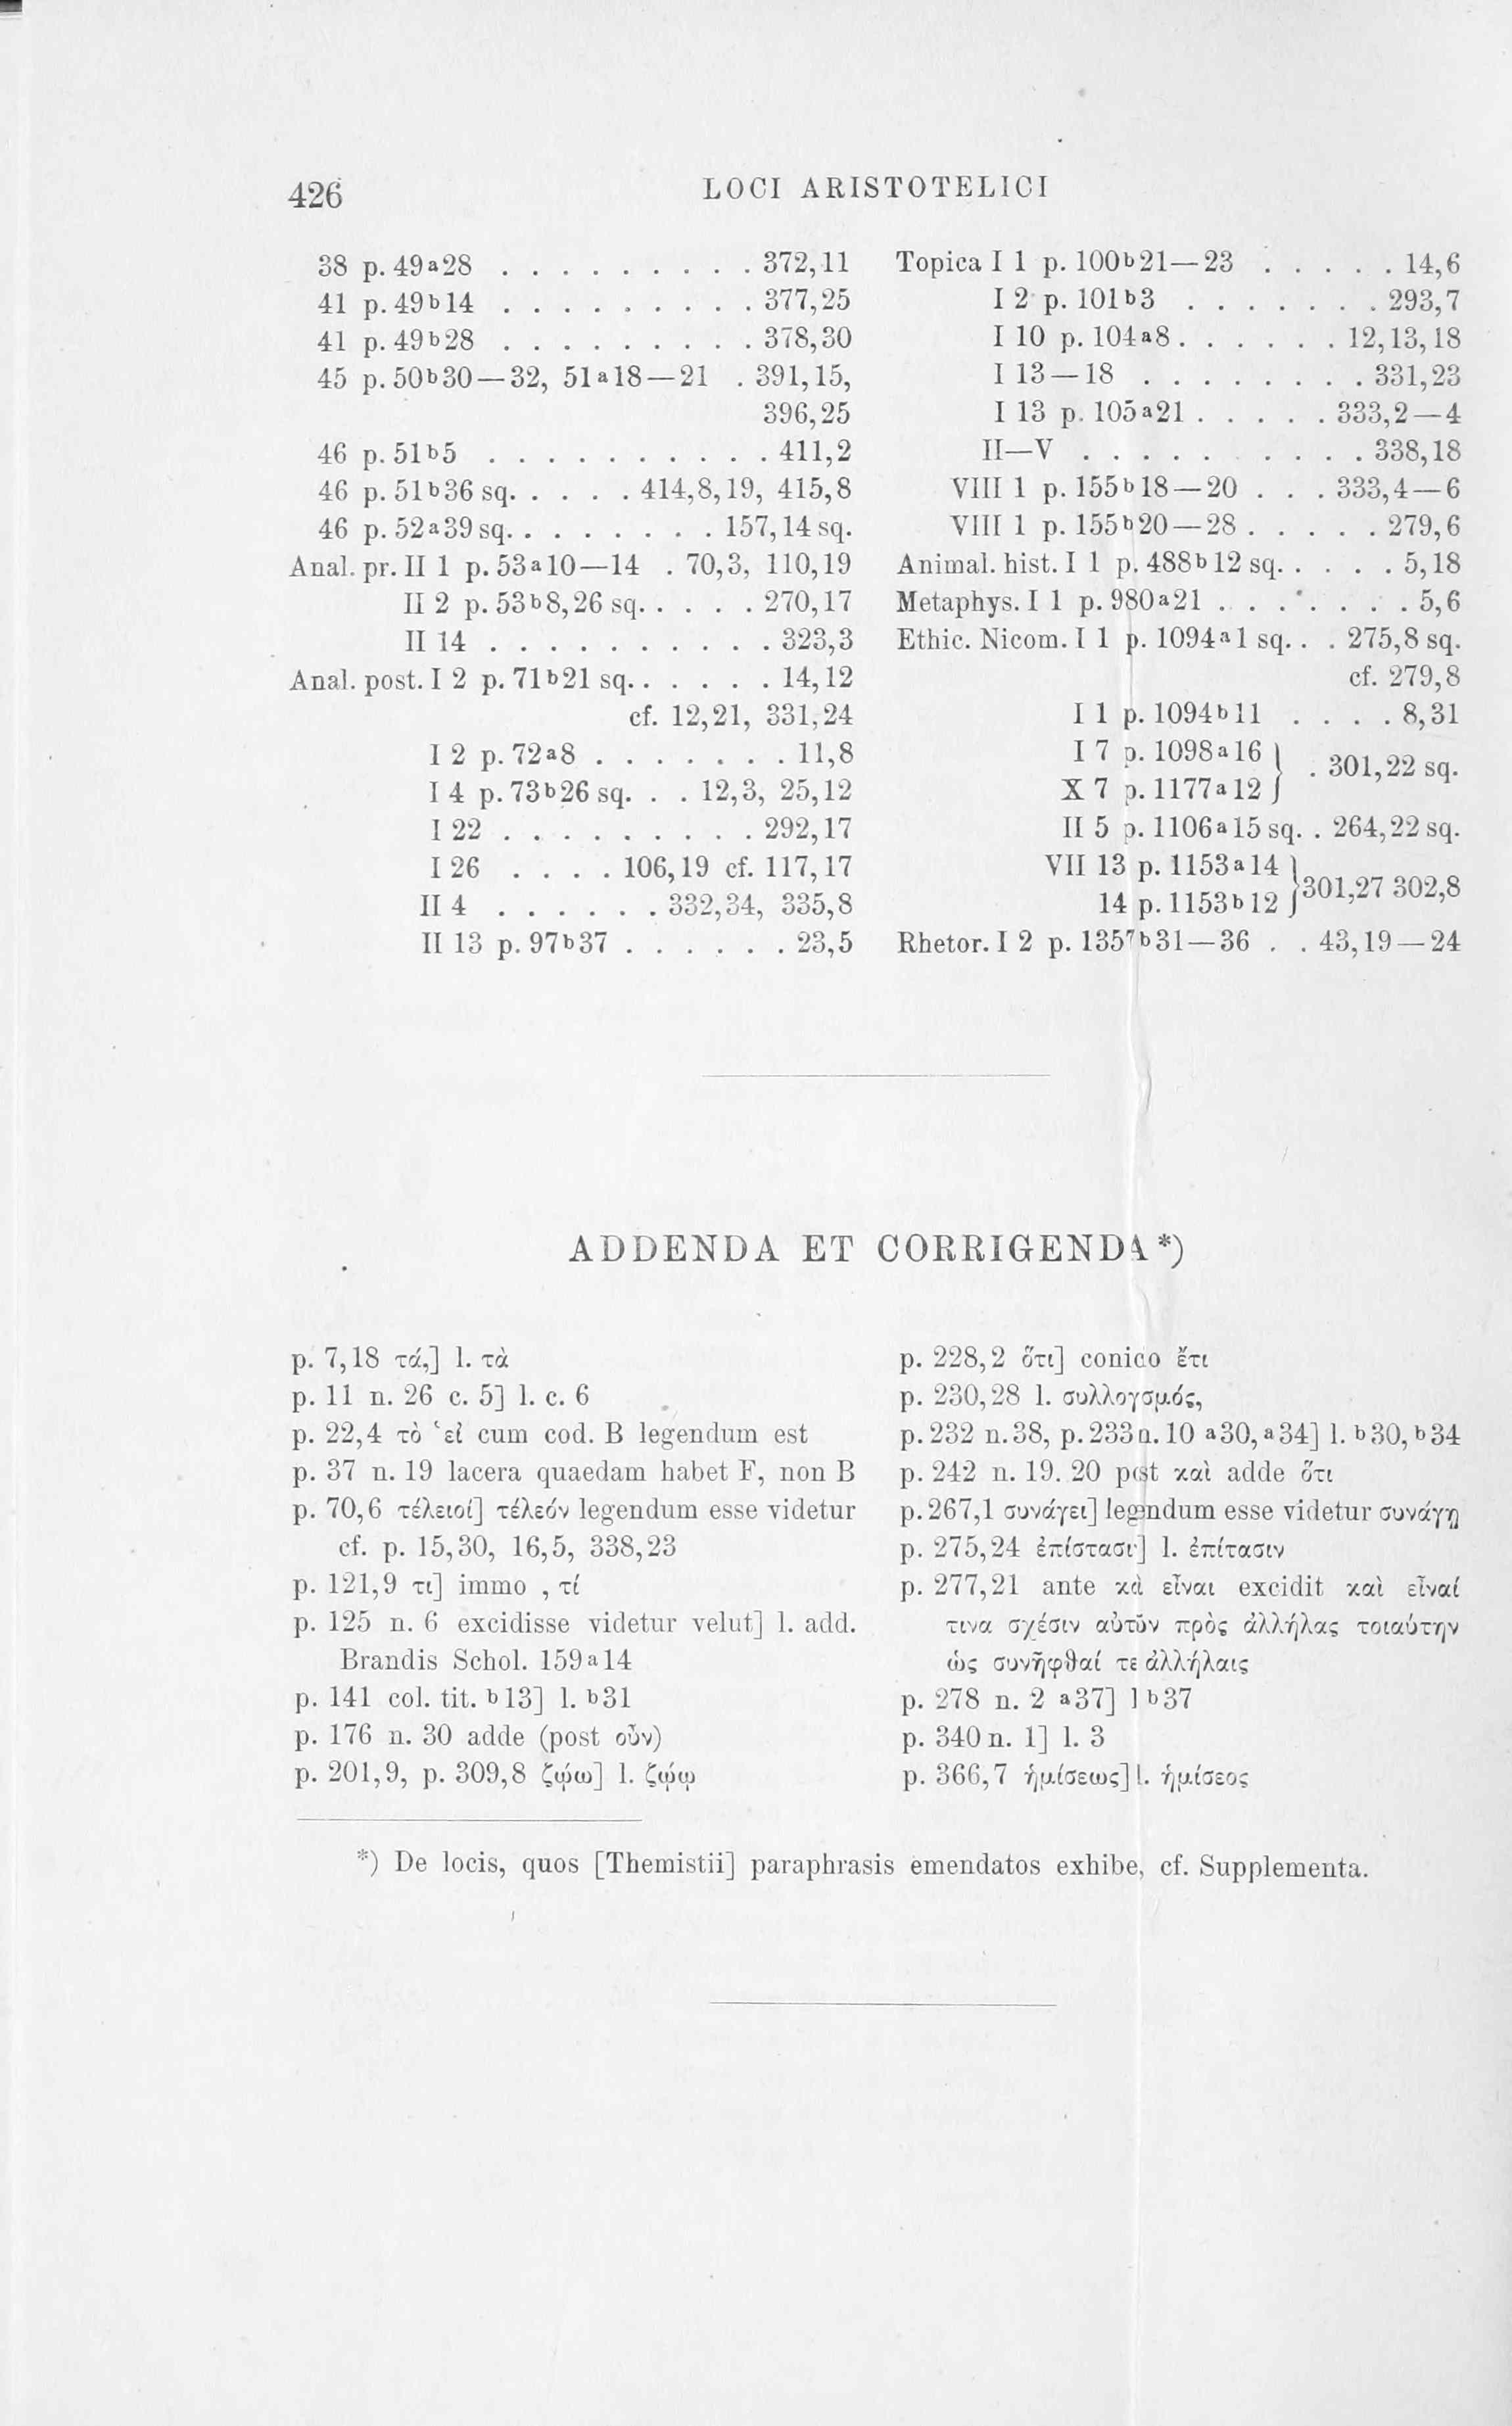 426
LOCI ARISTOTELICI
38 p. 49a28 . . . . . . . . . 372,11
41 p. 49b14 . . . . . . . . . 377,25
41 p. 49b28 . . . . . . . . . 378,30
45 p. 50b30—32, 51a18—21 . 391,15,
396,25
46 p. 51b5 . . . . . . . . . . 411,2
46 p. 51b36 sq. . . . . 414,8,19, 415,8
46 p. 52a39 sq. . . . . . . . 157,14 sq.
Anal. pr. II 1 p. 53a10—14 . 70,3, 110,19
II 2 p. 53b8,26 sq. . . . . 270,17
II 14 . . . . . . . . . . 323,3
Anal. post. I 2 p. 71b21 sq. . . . . . 14,12
cf. 12,21, 331,24
I 2 p. 72a8 . . . . . . . 11,8
I 4 p. 73b26 sq. . . 12,3, 25,12
I 22 . . . . . . . . . 292,17
I 26 . . . . 106,19 cf. 117,17
II 4 . . . . . . 332,34, 335,8
II 13 p. 97b37 . . . . . . 23,5
Topica I 1 p. 100b21—23 . . . . . 14,6
I 2 p. 101b3 . . . . . . . 293,7
I 10 p. 104a8 . . . . . . 12,13,18
I 13—18 . . . . . . . . 331,23
I 13 p. 105a21 . . . . . 333,2—4
II—V . . . . . . . . . 338,18
VIII 1 p. 155b18—20 . . . 333,4—6
VIII 1 p. 155b20—28 . . . . . 279,6
Animal. hist. I 1 p. 488b12 sq. . . . . 5,18
Metaphys. I 1 p. 980a21 . . . . . . . 5,6
Ethic. Nicom. I 1 p. 1094a1 sq. . . 275,8 sq.
cf. 279,8
I 1 p. 1094b11 . . . . 8,31
I 7 p. 1098a16 } . 301,22 sq.
X 7 p. 1177a12
II 5 p. 1106a15 sq. . 264,22 sq.
VII 13 p. 1153a14 } 301,27 302,8
14 p. 1153b12
Rhetor. I 2 p. 1357b31—36 . . 43,19—24
ADDENDA ET CORRIGENDA*)
p. 7,18 τά,] l. τὰ
p. 11 n. 26 c. 5] l. c. 6
p. 22,4 τὸ ʽεἰ cum cod. B legendum est
p. 37 n. 19 lacera quaedam habet F, non B
p. 70,6 τέλειοί] τέλεόν legendum esse videtur
cf. p. 15,30, 16,5, 338,23
p. 121,9 τι] immo , τί
p. 125 n. 6 excidisse videtur velut] l. add.
Brandis Schol. 159a14
p. 141 col. tit. b13] l. b31
p. 176 n. 30 adde (post οὖν)
p. 201,9, p. 309,8 ζῴω] l. ζῴῳ
p. 228,2 ὅτι] conicio ἔτι
p. 230,28 l. συλλογισμός,
p. 232 n. 38, p. 233 n. 10 a30, a34] l. b30, b34
p. 242 n. 19. 20 post καὶ adde ὅτι
p. 267,1 συνάγει] legendum esse videtur συνάγῃ
p. 275,24 ἐπίστασιν] l. ἐπίτασιν
p. 277,21 ante καὶ εἶναι excidit καὶ εἶναί
τινα σχέσιν αὐτῶν πρὸς ἀλλήλας τοιαύτην
ὡς συνῆφθαί τε ἀλλήλαις
p. 278 n. 2 a37] l b37
p. 340 n. 1] l. 3
p. 366,7 ἡμίσεως] l. ἡμίσεος
*) De locis, quos [Themistii] paraphrasis emendatos exhibet, cf. Supplementa.